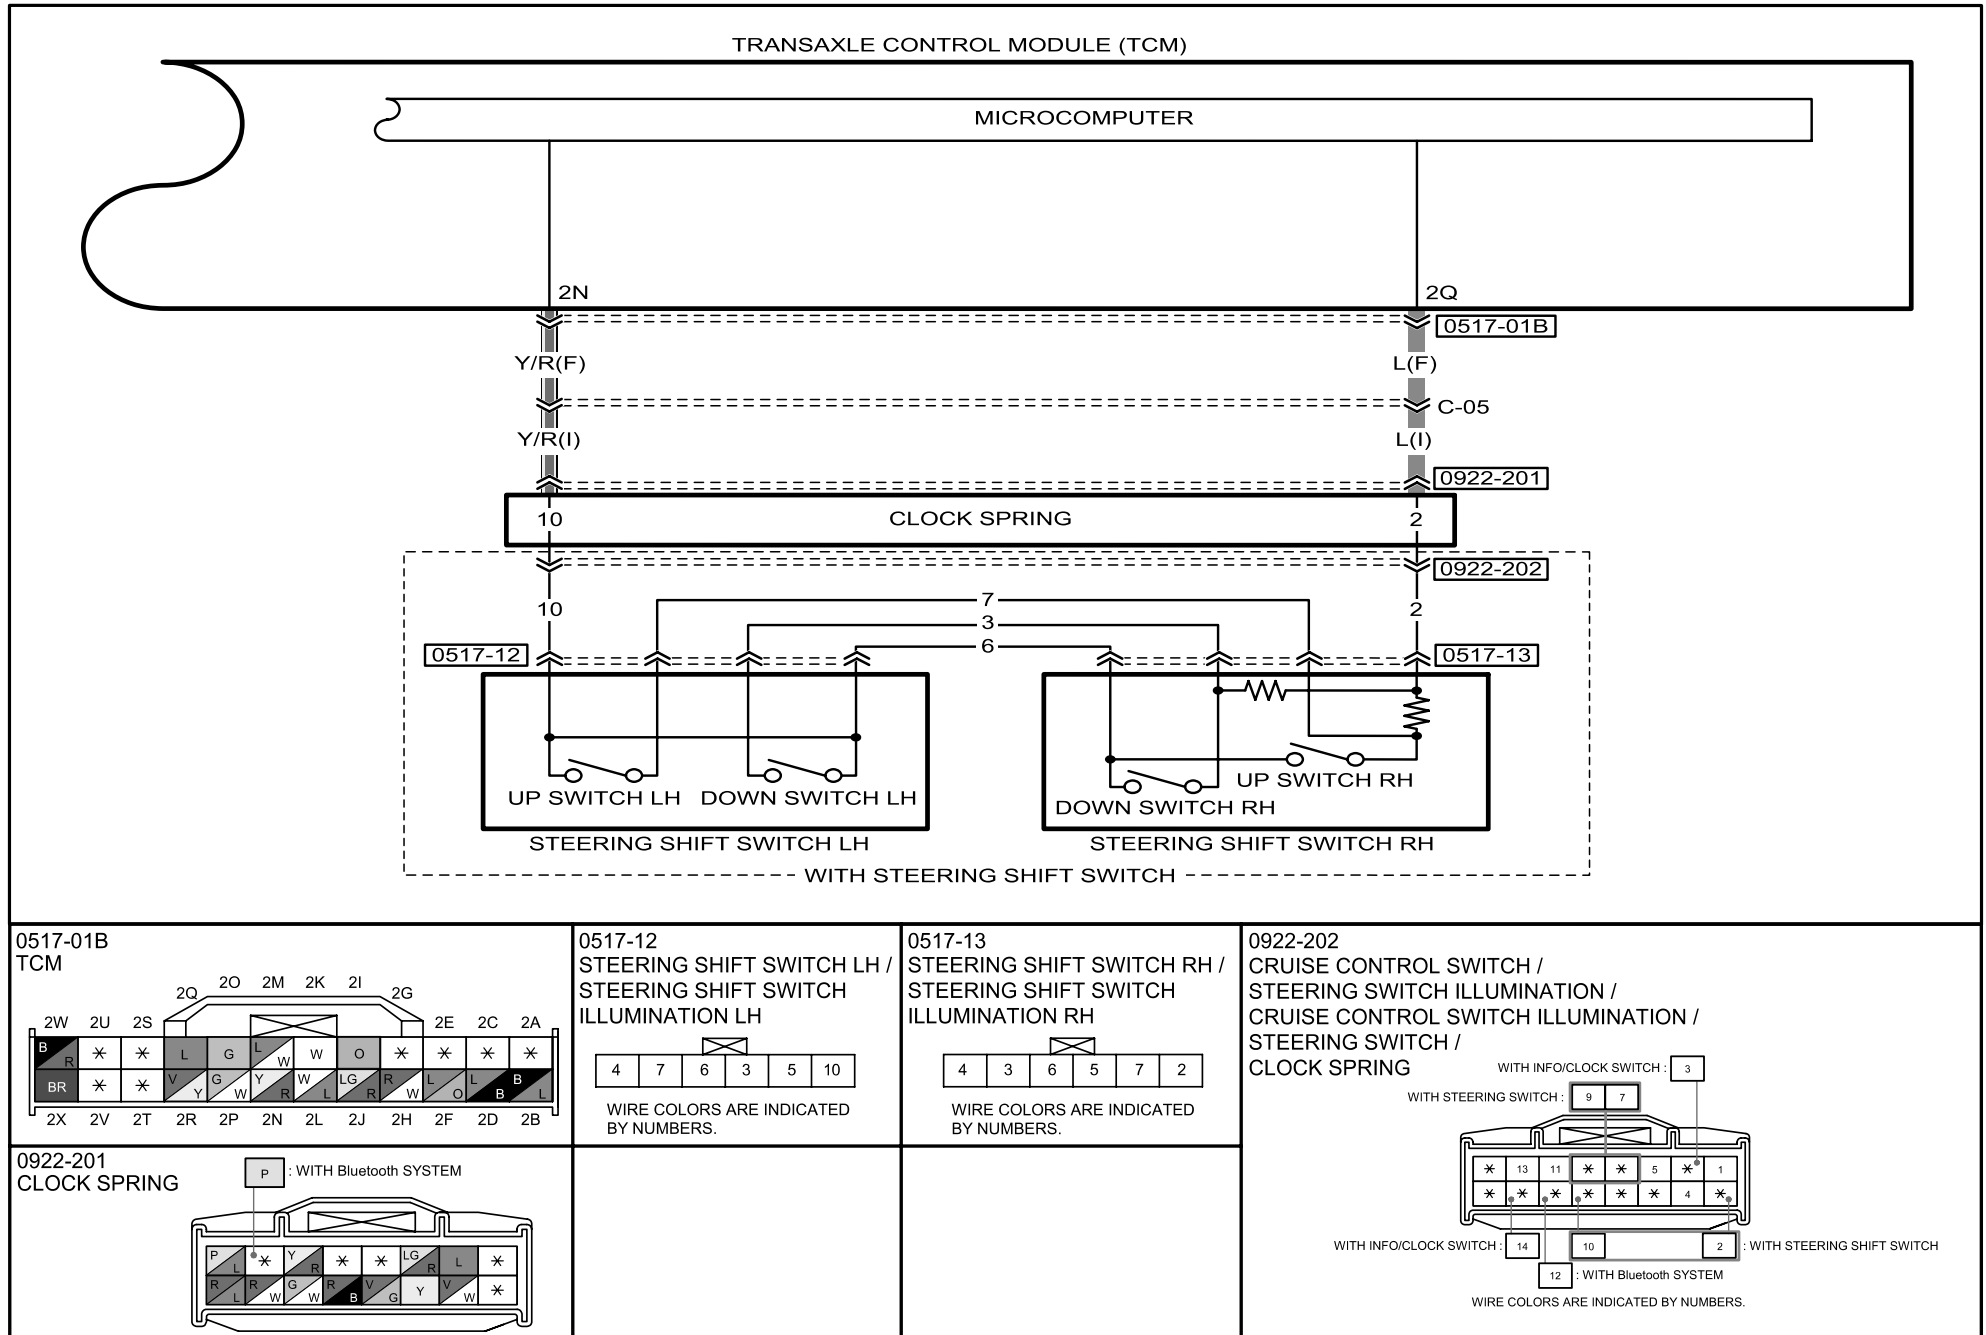 TRANSAXLE CONTROL MODULE (TCM)
MICROCOMPUTER
2N 2Q
0517-01B
Y/R(F) L(F)
C-05
Y/R(I) L(I)
0922-201
10 CLOCK SPRING 2
0922-202
10 7 2
3
6
0517-12 0517-13
UP SWITCH LH DOWN SWITCH LH UP SWITCH RH
DOWN SWITCH RH
STEERING SHIFT SWITCH LH STEERING SHIFT SWITCH RH
WITH STEERING SHIFT SWITCH
0517-01B
TCM
2Q 2O 2M 2K 2I 2G
2W 2U 2S 2E 2C 2A
B/R * * L G L/W W O * * * *
BR * * V/Y G/W Y/R W/L LG/R R/W L/O L/B B/L
2X 2V 2T 2R 2P 2N 2L 2J 2H 2F 2D 2B
0517-12
STEERING SHIFT SWITCH LH /
STEERING SHIFT SWITCH
ILLUMINATION LH
4 7 6 3 5 10
WIRE COLORS ARE INDICATED
BY NUMBERS.
0517-13
STEERING SHIFT SWITCH RH /
STEERING SHIFT SWITCH
ILLUMINATION RH
4 3 6 5 7 2
WIRE COLORS ARE INDICATED
BY NUMBERS.
0922-202
CRUISE CONTROL SWITCH /
STEERING SWITCH ILLUMINATION /
CRUISE CONTROL SWITCH ILLUMINATION /
STEERING SWITCH /
CLOCK SPRING
WITH INFO/CLOCK SWITCH : 3
WITH STEERING SWITCH : 9 7
* 13 11 * * 5 * 1
* * * * * * 4 *
WITH INFO/CLOCK SWITCH : 14 10 2 : WITH STEERING SHIFT SWITCH
12 : WITH Bluetooth SYSTEM
WIRE COLORS ARE INDICATED BY NUMBERS.
0922-201
CLOCK SPRING
P : WITH Bluetooth SYSTEM
P/L * Y/R * * LG/R L *
R/L R/W G/W R/B V/G Y V/W *